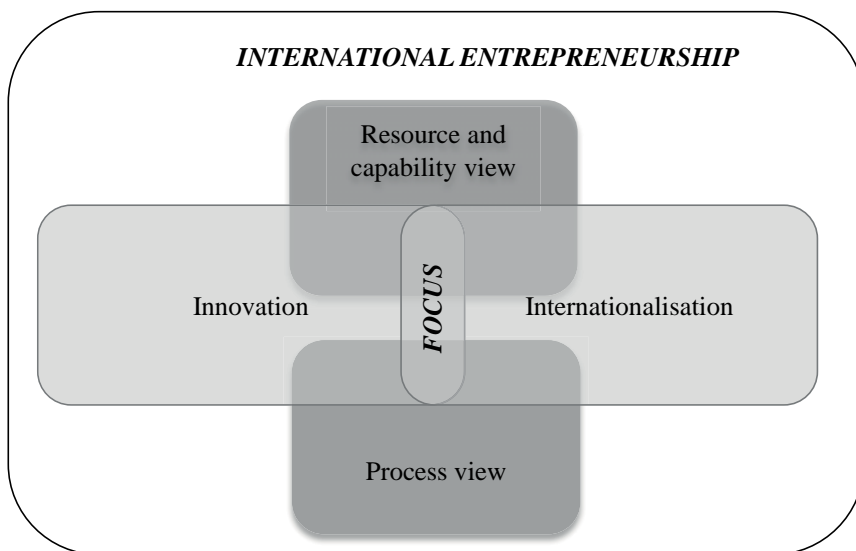 INTERNATIONAL ENTREPRENEURSHIP
Resource and
capability view
Innovation
FOCUS
Internationalisation
Process view